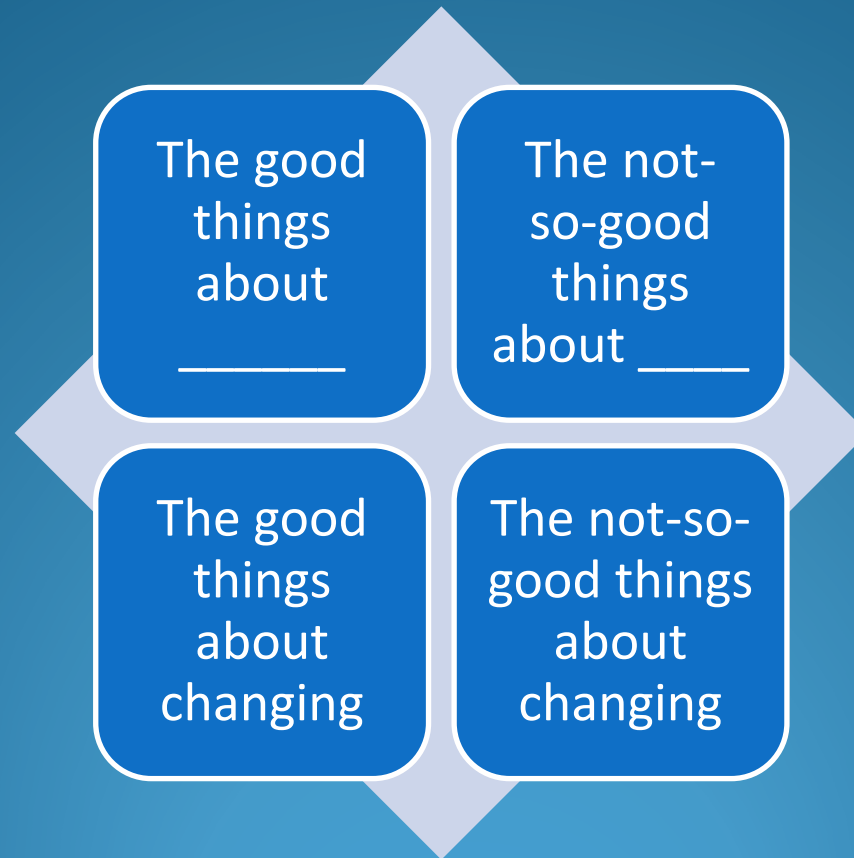 The good
things
about
______
The not-
so-good
things
about ____
The good
things
about
changing
The not-so-
good things
about
changing